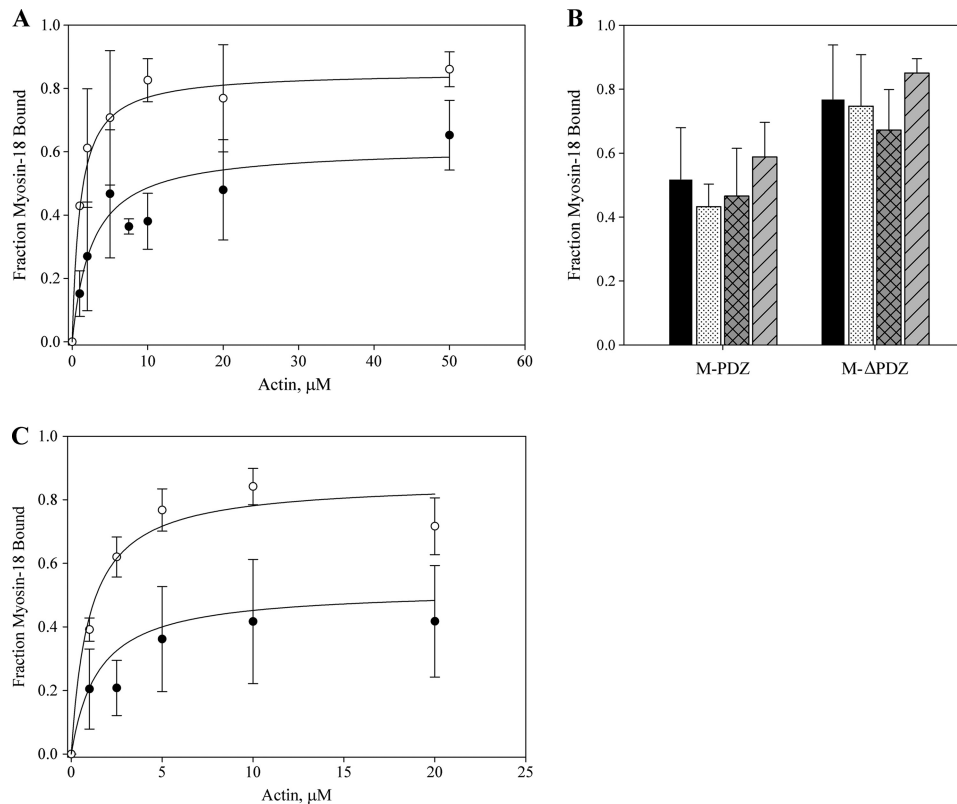 A
Fraction Myosin-18 Bound
1.0
0.8
0.6
0.4
0.2
0.0
0 10 20 30 40 50 60
Actin, μM
B
Fraction Myosin-18 Bound
1.0
0.8
0.6
0.4
0.2
0.0
M-PDZ M-ΔPDZ
C
Fraction Myosin-18 Bound
1.0
0.8
0.6
0.4
0.2
0.0
0 5 10 15 20 25
Actin, μM